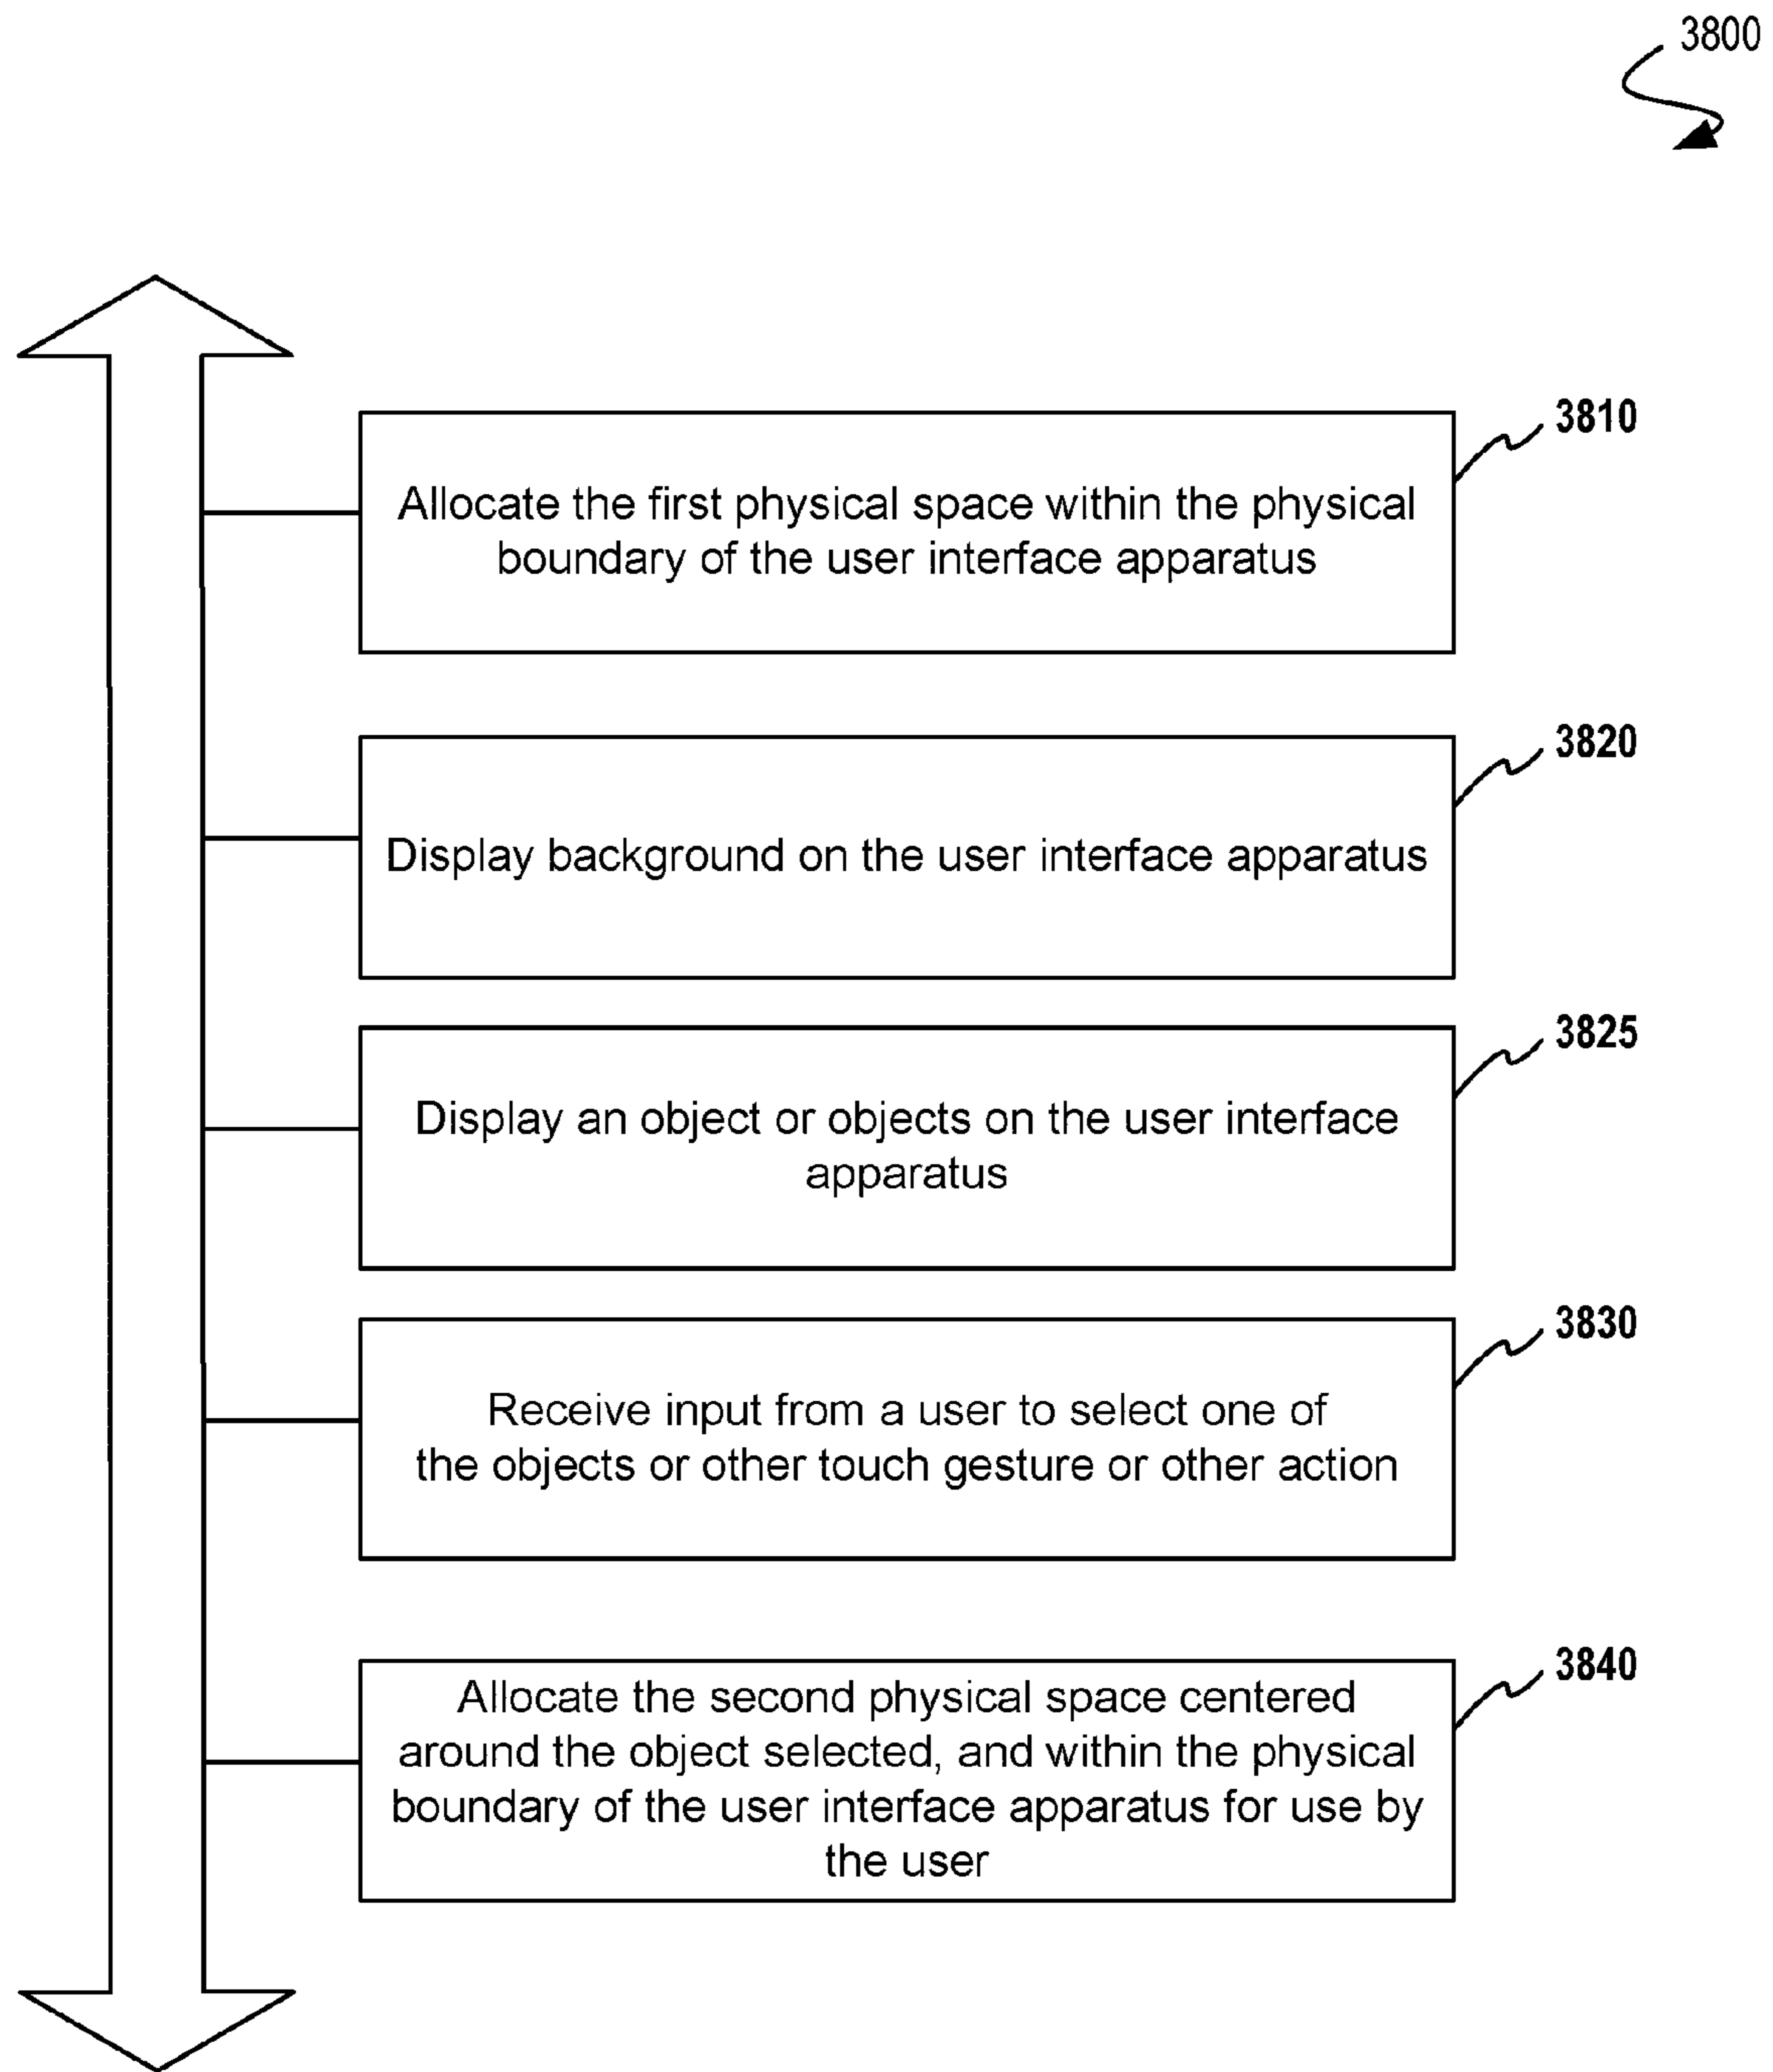 3800
3810
Allocate the first physical space within the physical
boundary of the user interface apparatus
3820
Display background on the user interface apparatus
3825
Display an object or objects on the user interface
apparatus
3830
Receive input from a user to select one of
the objects or other touch gesture or other action
3840
Allocate the second physical space centered
around the object selected, and within the physical
boundary of the user interface apparatus for use by
the user